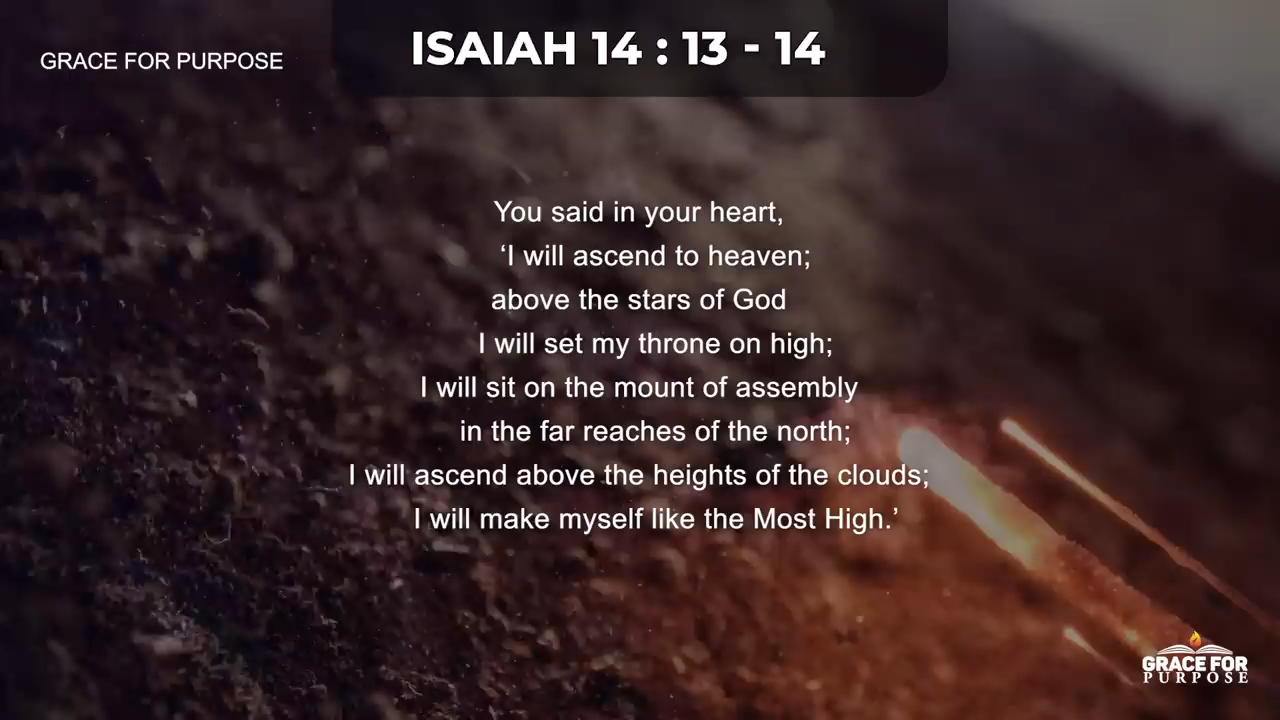 GRACE FOR PURPOSE
ISAIAH 14 : 13 - 14
You said in your heart,
‘I will ascend to heaven;
above the stars of God
I will set my throne on high;
I will sit on the mount of assembly
in the far reaches of the north;
I will ascend above the heights of the clouds;
I will make myself like the Most High.’
GRACE FOR
PURPOSE